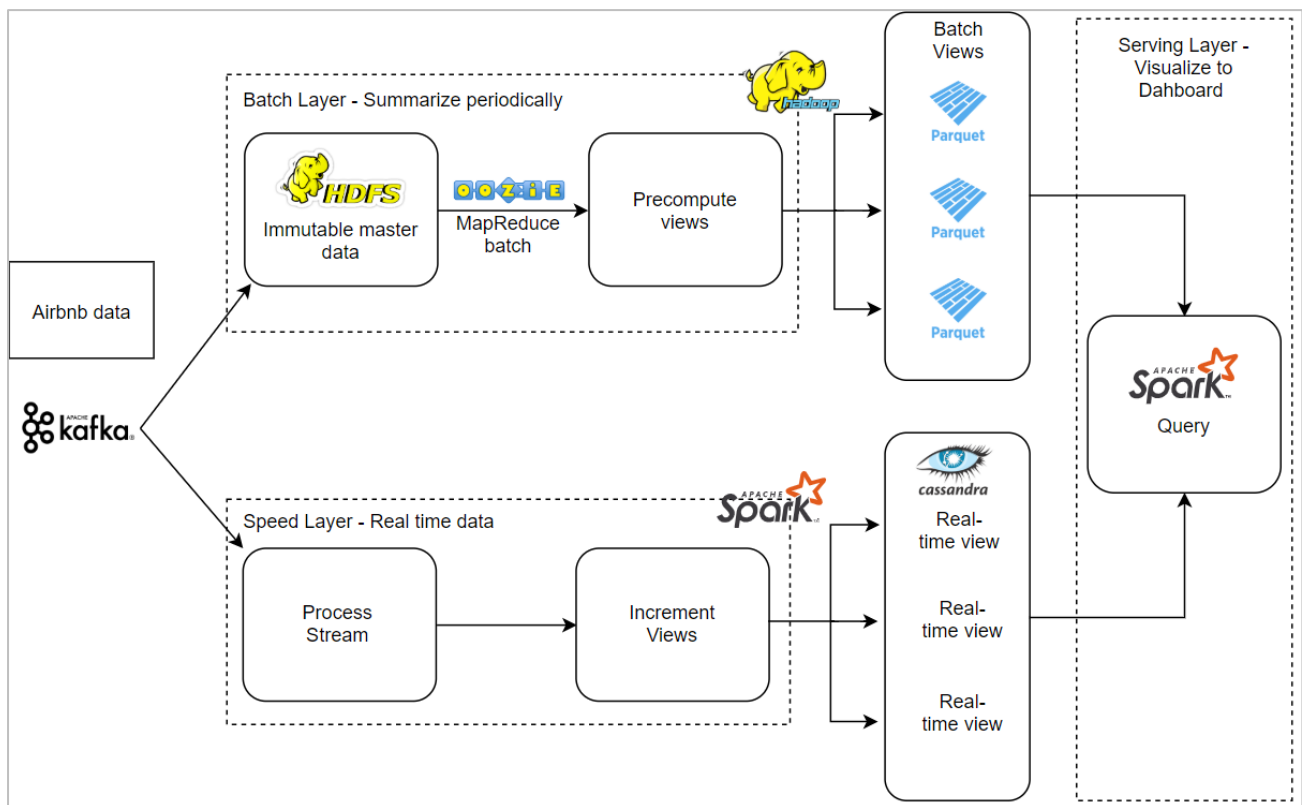 Airbnb data
APACHE
kafka
Batch Layer - Summarize periodically
hadoop
HDFS
Immutable master
data
OOZIE
MapReduce
batch
Precompute
views
Batch
Views
Parquet
Parquet
Parquet
Speed Layer - Real time data
APACHE
Spark
Process
Stream
Increment
Views
cassandra
Real-
time view
Real-
time view
Real-
time view
Serving Layer -
Visualize to
Dahboard
APACHE
Spark
Query